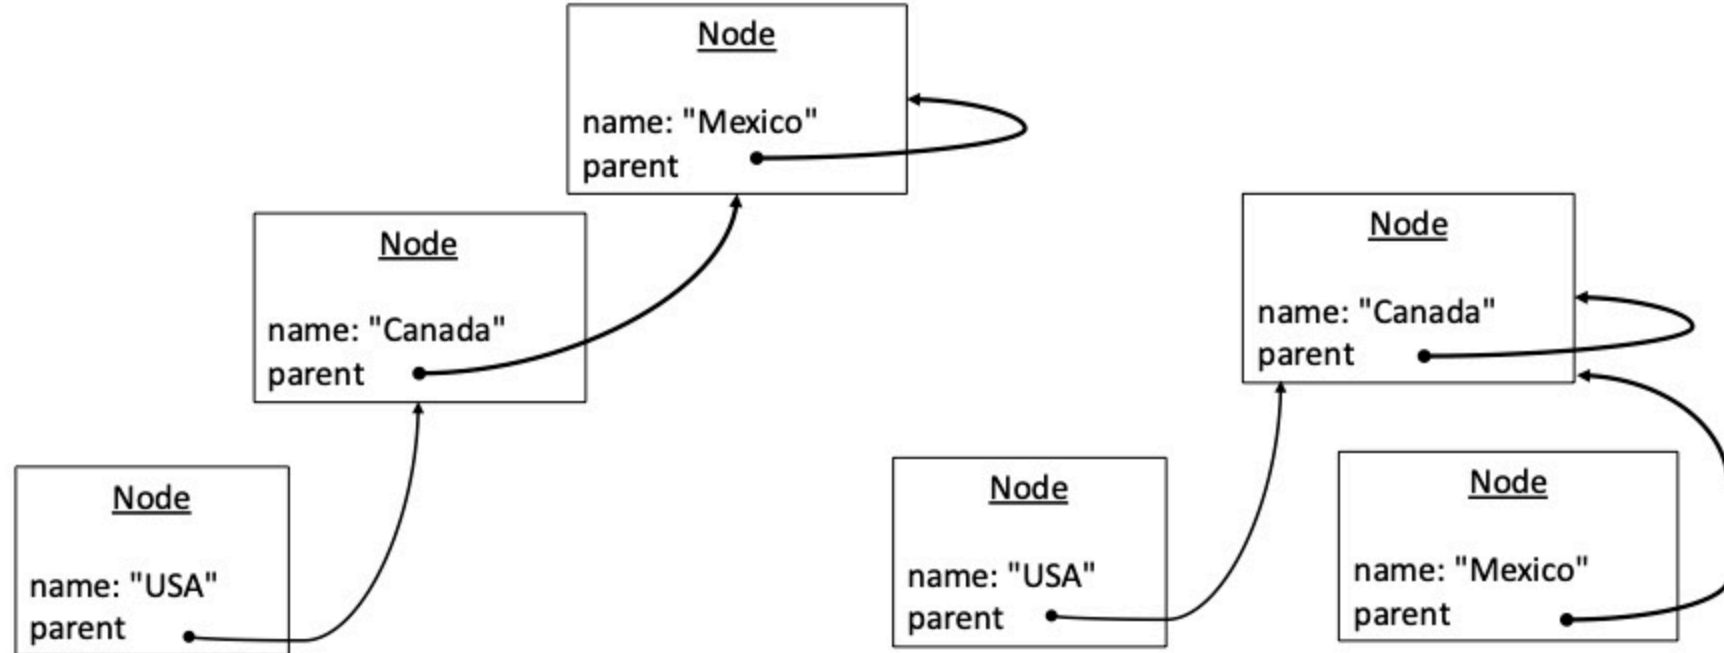 Node
name: "Mexico"
parent
Node
name: "Canada"
parent
Node
name: "USA"
parent
Node
name: "Canada"
parent
Node
name: "USA"
parent
Node
name: "Mexico"
parent